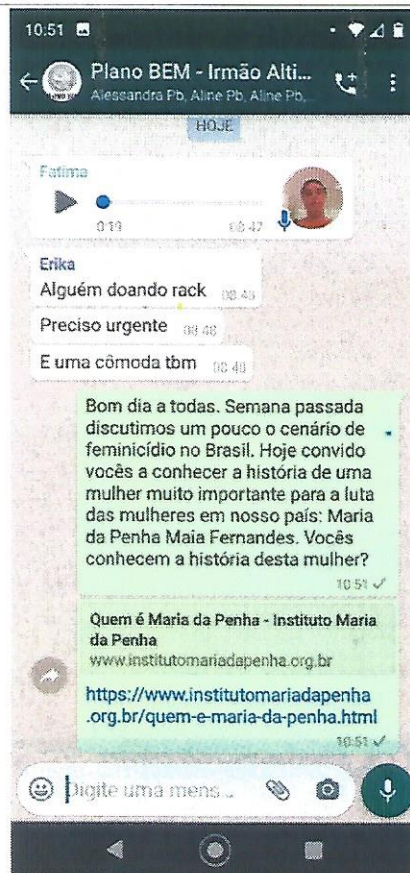 10:51
Plano BEM - Irmão Alti...
Alessandra Pb, Aline Pb, Aline Pb,
HOJE
Fatima
0:19 08:47
Erika
Alguém doando rack
Preciso urgente 08:48
E uma cômoda tbm
Bom dia a todas. Semana passada
discutimos um pouco o cenário de
feminicídio no Brasil. Hoje convido
vocês a conhecer a história de uma
mulher muito importante para a luta
das mulheres em nosso país: Maria
da Penha Maia Fernandes. Vocês
conhecem a história desta mulher?
10:51
Quem é Maria da Penha - Instituto Maria
da Penha
www.institutomariadapenha.org.br
https://www.institutomariadapenha
.org.br/quem-e-maria-da-penha.html
10:51
Digite uma mens...